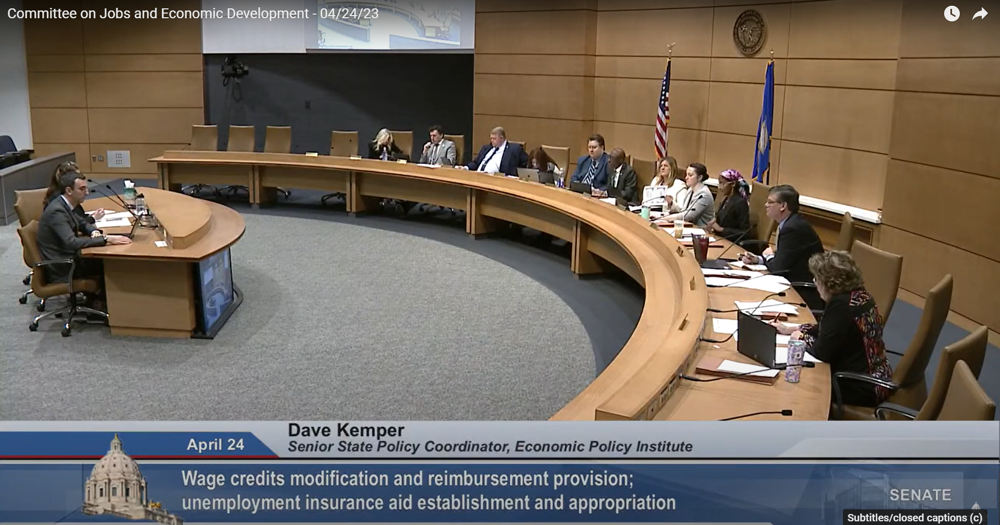 Committee on Jobs and Economic Development - 04/24/23
April 24
Dave Kemper
Senior State Policy Coordinator, Economic Policy Institute
Wage credits modification and reimbursement provision;
unemployment insurance aid establishment and appropriation
SENATE
Subtitles/closed captions (c)